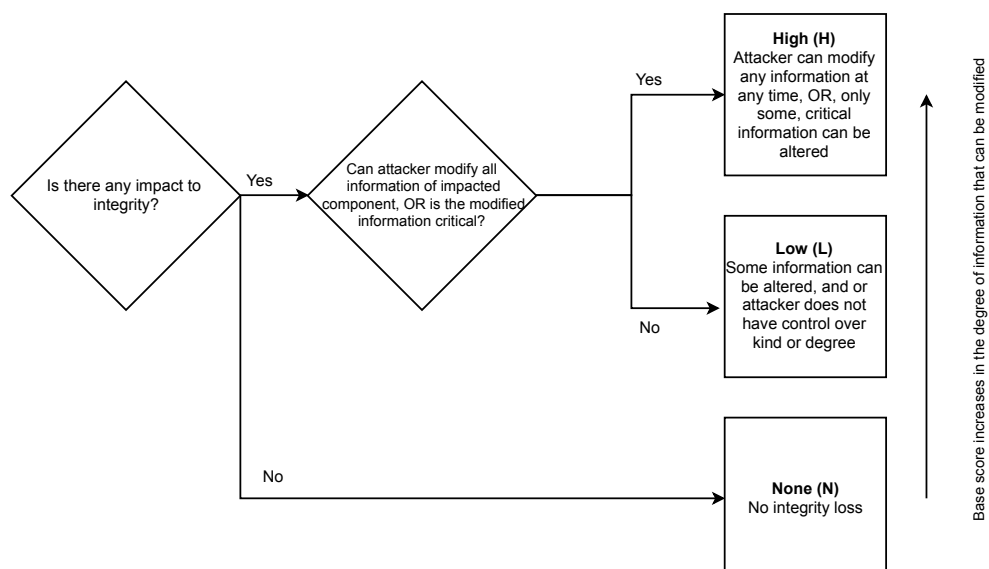 Is there any impact to
integrity?
Yes
No
Can attacker modify all
information of impacted
component, OR is the modified
information critical?
Yes
No
High (H)
Attacker can modify
any information at
any time, OR, only
some, critical
information can be
altered
Low (L)
Some information can
be altered, and or
attacker does not
have control over
kind or degree
None (N)
No integrity loss
Base score increases in the degree of information that can be modified